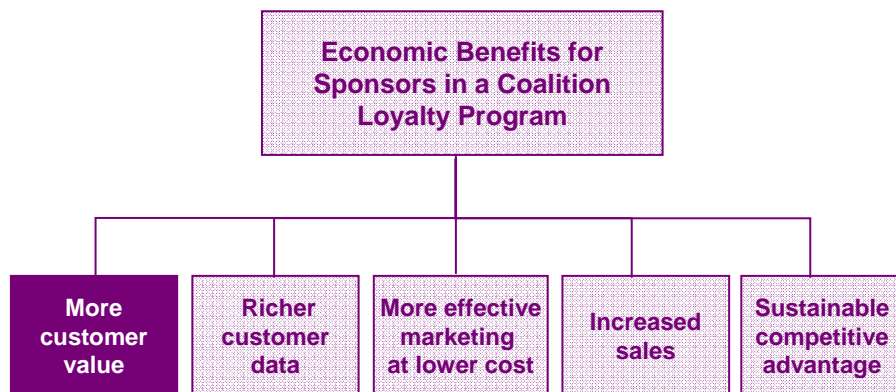 Economic Benefits for
Sponsors in a Coalition
Loyalty Program
More
customer
value
Richer
customer
data
More effective
marketing
at lower cost
Increased
sales
Sustainable
competitive
advantage